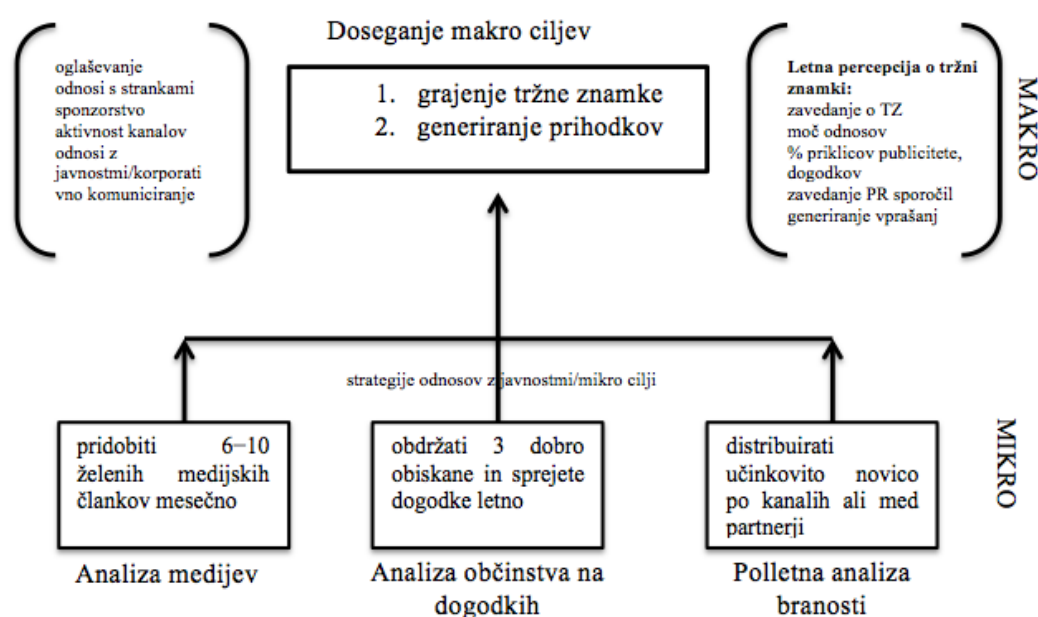 Doseganje makro ciljev
oglaševanje
odnosi s strankami
sponzorstvo
aktivnost kanalov
odnosi z
javnostmi/korporati
vno komuniciranje
1. grajenje tržne znamke
2. generiranje prihodkov
Letna percepcija o tržni
znamki:
zavedanje o TZ
moč odnosov
% priklicov publicitete,
dogodkov
zavedanje PR sporočil
generiranje vprašanj
MAKRO
strategije odnosov z javnostmi/mikro cilji
pridobiti 6−10
želenih medijskih
člankov mesečno
Analiza medijev
obdržati 3 dobro
obiskane in sprejete
dogodke letno
Analiza občinstva na
dogodkih
distribuirati
učinkovito novico
po kanalih ali med
partnerji
Polletna analiza
branosti
MIKRO